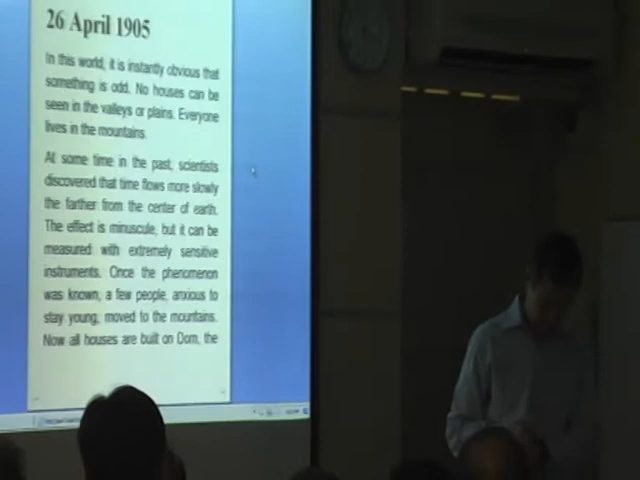 26 April 1905
In this world, it is instantly obvious that
something is odd. No houses can be
seen in the valleys or plains. Everyone
lives in the mountains.
At some time in the past, scientists
discovered that time flows more slowly
the farther from the center of earth.
The effect is minuscule, but it can be
measured with extremely sensitive
instruments. Once the phenomenon
was known, a few people, anxious to
stay young, moved to the mountains.
Now all houses are built on Dom, the